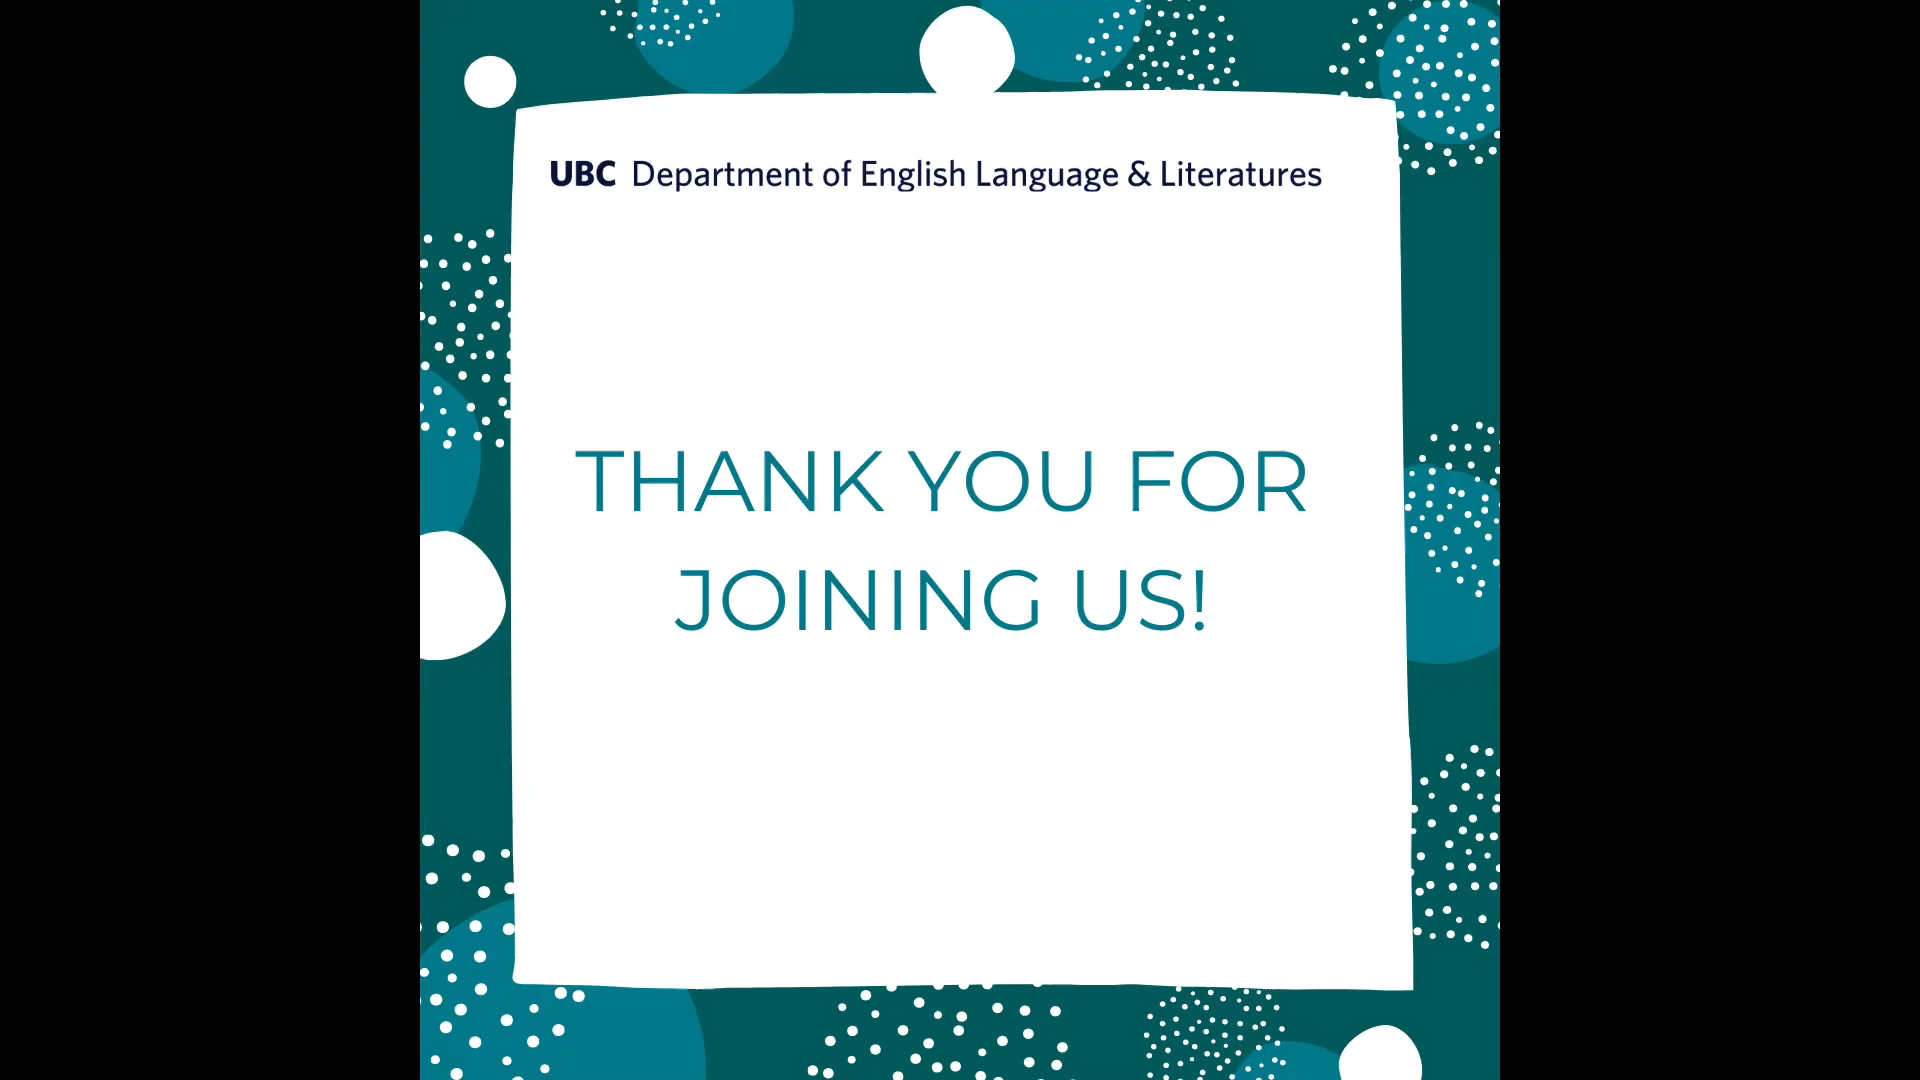 UBC Department of English Language & Literatures
THANK YOU FOR
JOINING US!